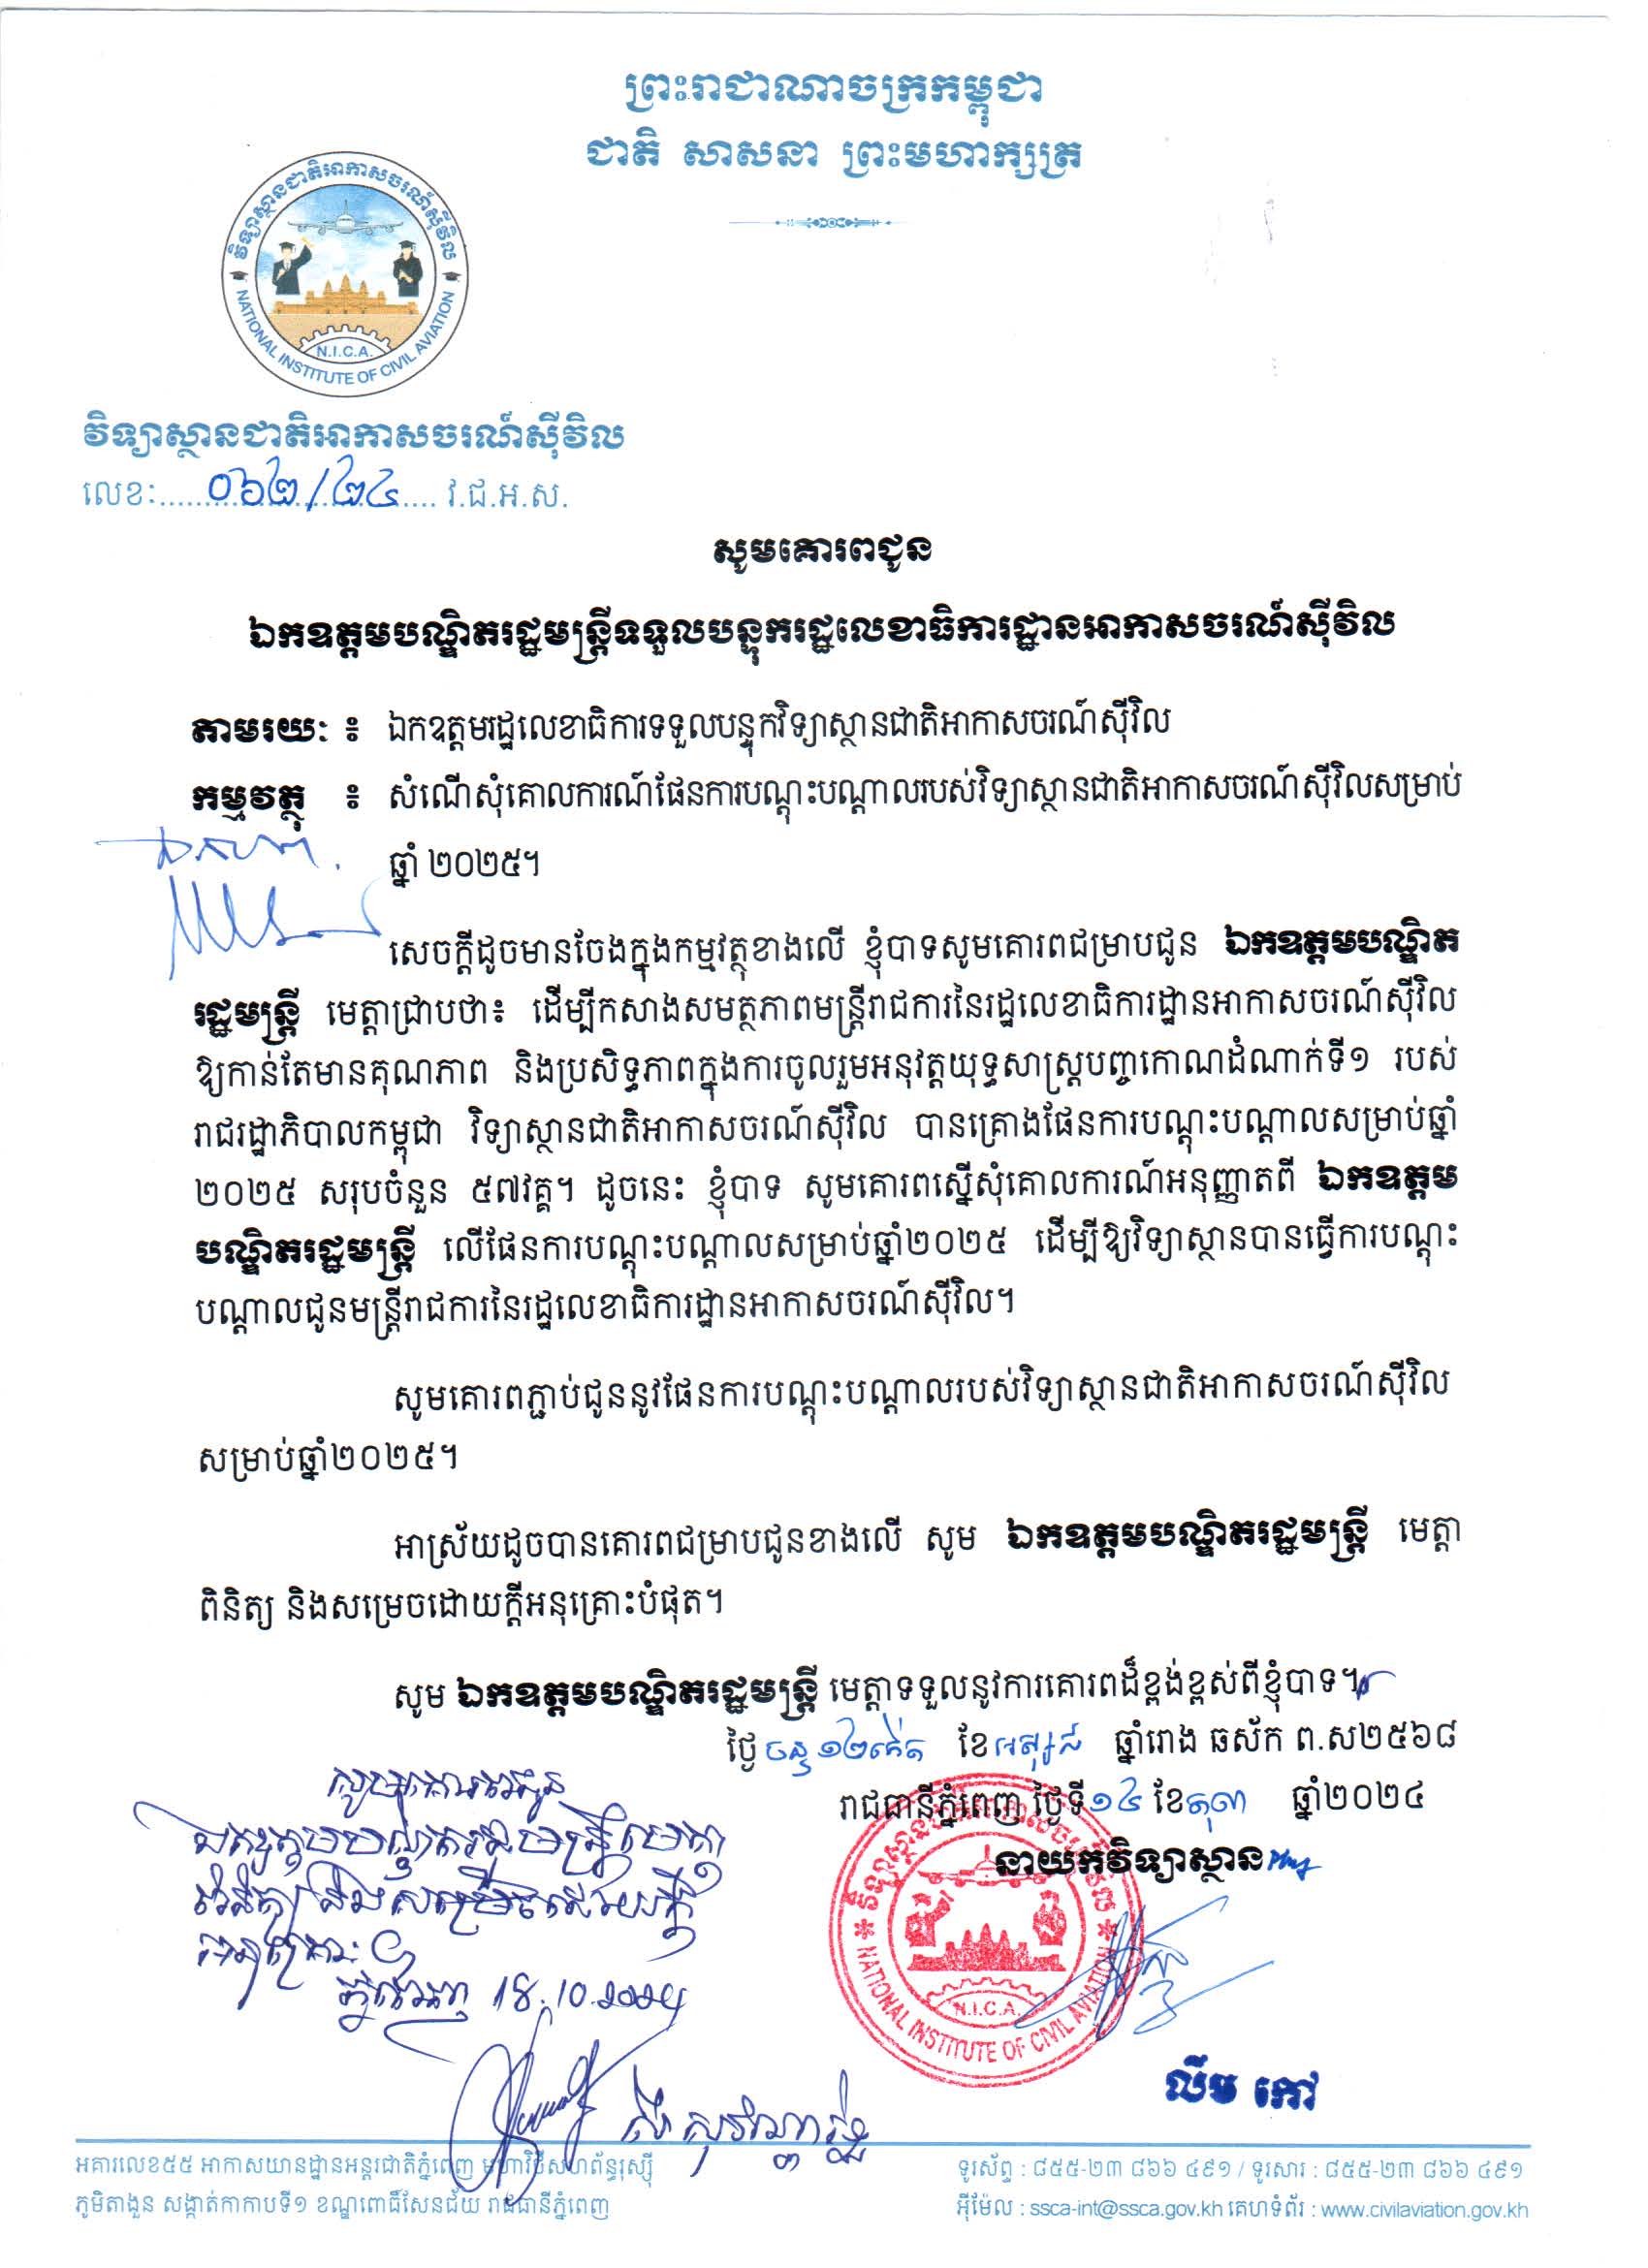 ព្រះរាជាណាចក្រកម្ពុជា
ជាតិ សាសនា ព្រះមហាក្សត្រ
វិទ្យាស្ថានជាតិអាកាសចរណ៍ស៊ីវិល
NATIONAL INSTITUTE OF CIVIL AVIATION
N.I.C.A.
វិទ្យាស្ថានជាតិអាកាសចរណ៍ស៊ីវិល
លេខ:....០៦២/២៤.... វ.ជ.អ.ស.
សូមគោរពជូន
ឯកឧត្តមបណ្ឌិតរដ្ឋមន្ត្រីទទួលបន្ទុករដ្ឋលេខាធិការដ្ឋានអាកាសចរណ៍ស៊ីវិល
តាមរយៈ ៖ ឯកឧត្តមរដ្ឋលេខាធិការទទួលបន្ទុកវិទ្យាស្ថានជាតិអាកាសចរណ៍ស៊ីវិល
កម្មវត្ថុ ៖ សំណើសុំគោលការណ៍ផែនការបណ្តុះបណ្តាលរបស់វិទ្យាស្ថានជាតិអាកាសចរណ៍ស៊ីវិលសម្រាប់
ឆ្នាំ ២០២៥។
សេចក្តីដូចមានចែងក្នុងកម្មវត្ថុខាងលើ ខ្ញុំបាទសូមគោរពជម្រាបជូន ឯកឧត្តមបណ្ឌិត
រដ្ឋមន្ត្រី មេត្តាជ្រាបថា៖ ដើម្បីកសាងសមត្ថភាពមន្ត្រីរាជការនៃរដ្ឋលេខាធិការដ្ឋានអាកាសចរណ៍ស៊ីវិល
ឱ្យកាន់តែមានគុណភាព និងប្រសិទ្ធភាពក្នុងការចូលរួមអនុវត្តយុទ្ធសាស្ត្របញ្ចកោណដំណាក់ទី១ របស់
រាជរដ្ឋាភិបាលកម្ពុជា វិទ្យាស្ថានជាតិអាកាសចរណ៍ស៊ីវិល បានគ្រោងផែនការបណ្តុះបណ្តាលសម្រាប់ឆ្នាំ
២០២៥ សរុបចំនួន ៥៧វគ្គ។ ដូចនេះ ខ្ញុំបាទ សូមគោរពស្នើសុំគោលការណ៍អនុញ្ញាតពី ឯកឧត្តម
បណ្ឌិតរដ្ឋមន្ត្រី លើផែនការបណ្តុះបណ្តាលសម្រាប់ឆ្នាំ២០២៥ ដើម្បីឱ្យវិទ្យាស្ថានបានធ្វើការបណ្តុះ
បណ្តាលជូនមន្ត្រីរាជការនៃរដ្ឋលេខាធិការដ្ឋានអាកាសចរណ៍ស៊ីវិល។
សូមគោរពភ្ជាប់ជូននូវផែនការបណ្តុះបណ្តាលរបស់វិទ្យាស្ថានជាតិអាកាសចរណ៍ស៊ីវិល
សម្រាប់ឆ្នាំ២០២៥។
អាស្រ័យដូចបានគោរពជម្រាបជូនខាងលើ សូម ឯកឧត្តមបណ្ឌិតរដ្ឋមន្ត្រី មេត្តា
ពិនិត្យ និងសម្រេចដោយក្តីអនុគ្រោះបំផុត។
សូម ឯកឧត្តមបណ្ឌិតរដ្ឋមន្ត្រី មេត្តាទទួលនូវការគោរពដ៏ខ្ពង់ខ្ពស់ពីខ្ញុំបាទ។
ថ្ងៃ ចន្ទ ១២កើត ខែអស្សុជ ឆ្នាំរោង ឆស័ក ព.ស២៥៦៨
រាជធានីភ្នំពេញ ថ្ងៃទី១៤ ខែតុលា ឆ្នាំ២០២៤
នាយកវិទ្យាស្ថាន
សូមគោរពជូន
ឯកឧត្តមបណ្ឌិតរដ្ឋមន្ត្រីមេត្តា
ពិនិត្យ និងសម្រេចដោយក្តី
អនុគ្រោះ
ភ្នំពេញ 18.10.2024
NATIONAL INSTITUTE OF CIVIL AVIATION
N.I.C.A.
លឹម កៅ
អគារលេខ៥៥ អាកាសយានដ្ឋានអន្តរជាតិភ្នំពេញ មហាវិថីសហព័ន្ធរុស្ស៊ី
ភូមិតាងួន សង្កាត់កាកាបទី១ ខណ្ឌពោធិ៍សែនជ័យ រាជធានីភ្នំពេញ
ទូរស័ព្ទ : ៨៥៥-២៣ ៨៦៦ ៤៩១ / ទូរសារ : ៨៥៥-២៣ ៨៦៦ ៤៩១
អ៊ីម៉ែល : ssca-int@ssca.gov.kh គេហទំព័រ : www.civilaviation.gov.kh